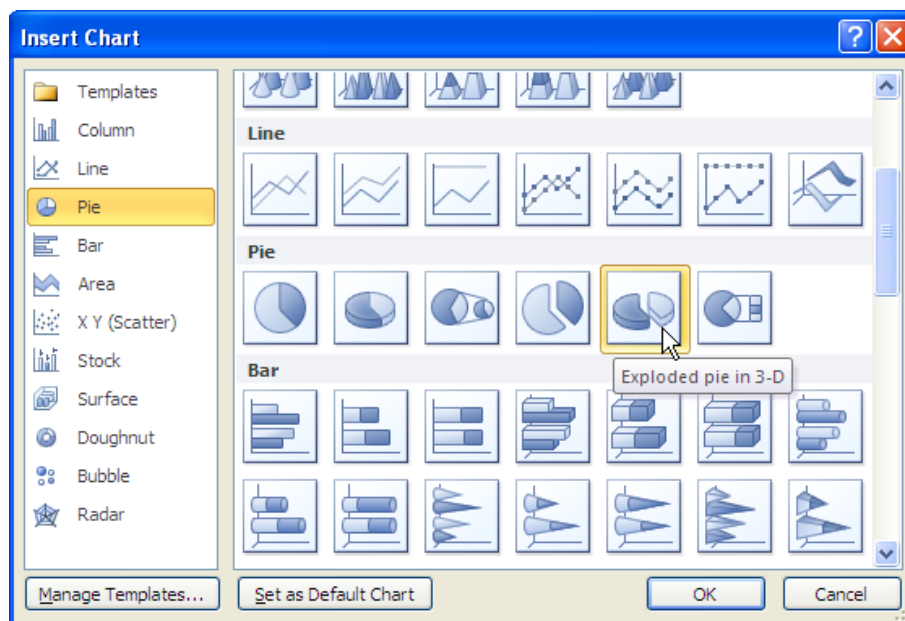 Insert Chart
Templates
Column
Line
Pie
Bar
Area
X Y (Scatter)
Stock
Surface
Doughnut
Bubble
Radar
Line
Pie
Exploded pie in 3-D
Bar
Manage Templates...
Set as Default Chart
OK
Cancel